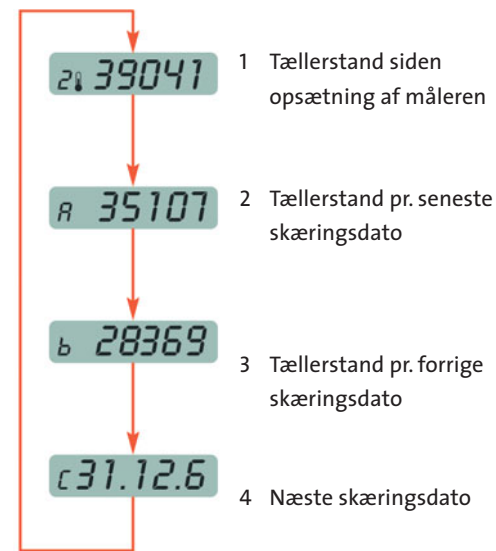 2 39041
1 Tællerstand siden
opsætning af måleren
A 35107
2 Tællerstand pr. seneste
skæringsdato
b 28369
3 Tællerstand pr. forrige
skæringsdato
c 31.12.6
4 Næste skæringsdato